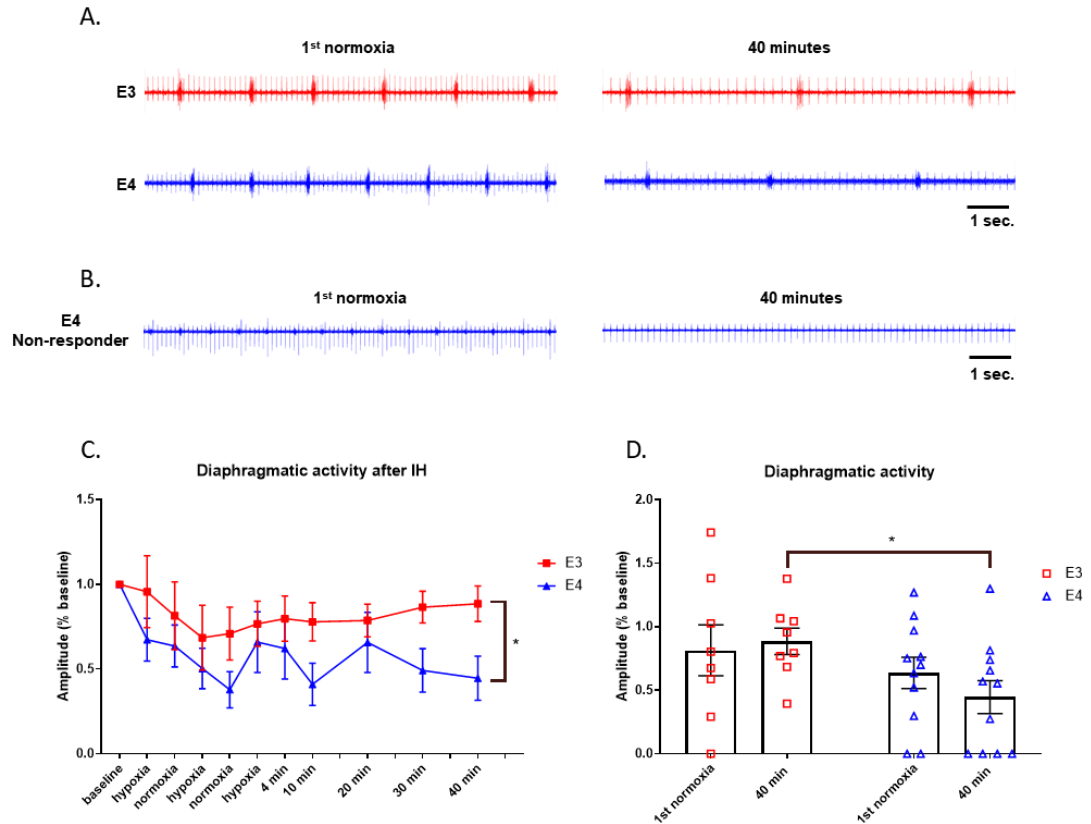 A.
1st normoxia
40 minutes
E3
E4
1 sec.
B.
1st normoxia
40 minutes
E4
Non-responder
1 sec.
C.
Diaphragmatic activity after IH
Amplitude (% baseline)
1.5
1.0
0.5
0.0
baseline
hypoxia
normoxia
hypoxia
normoxia
hypoxia
4 min
10 min
20 min
30 min
40 min
E3
E4
*
D.
Diaphragmatic activity
Amplitude (% baseline)
2.0
1.5
1.0
0.5
0.0
1st normoxia
40 min
1st normoxia
40 min
*
E3
E4